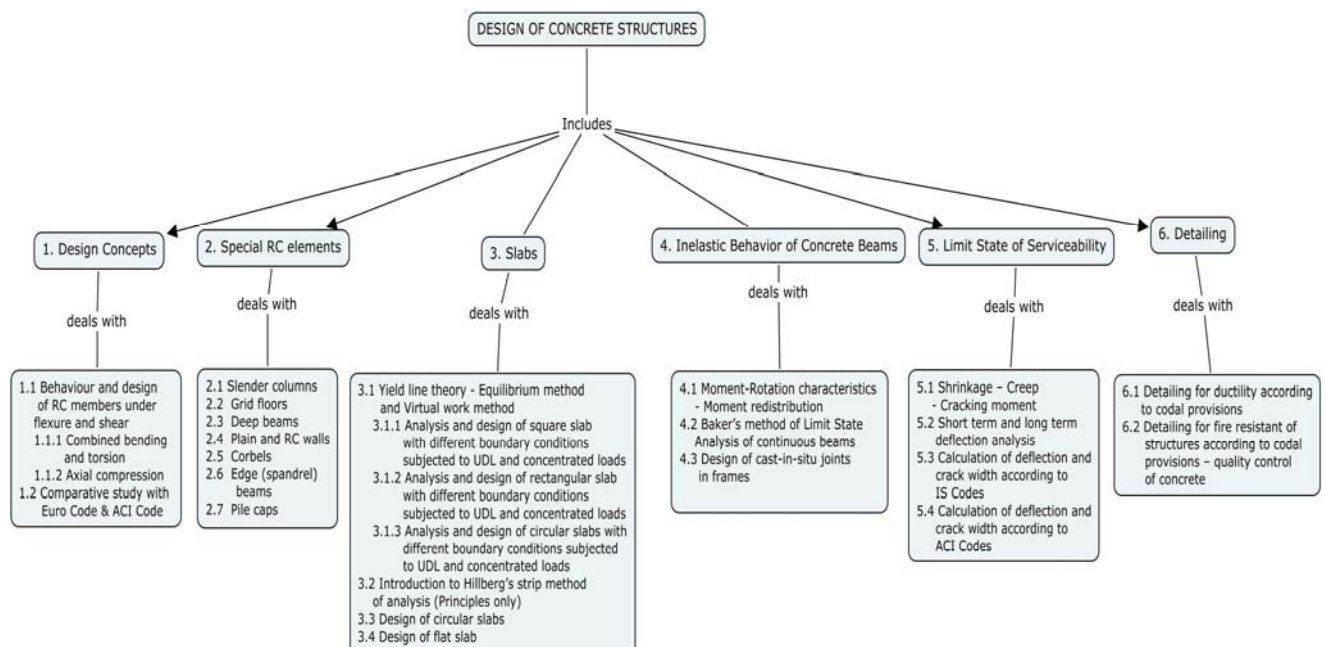 DESIGN OF CONCRETE STRUCTURES
Includes
1. Design Concepts
deals with
1.1 Behaviour and design
of RC members under
flexure and shear
1.1.1 Combined bending
and torsion
1.1.2 Axial compression
1.2 Comparative study with
Euro Code & ACI Code
2. Special RC elements
deals with
2.1 Slender columns
2.2 Grid floors
2.3 Deep beams
2.4 Plain and RC walls
2.5 Corbels
2.6 Edge (spandrel)
beams
2.7 Pile caps
3. Slabs
deals with
3.1 Yield line theory - Equilibrium method
and Virtual work method
3.1.1 Analysis and design of square slab
with different boundary conditions
subjected to UDL and concentrated loads
3.1.2 Analysis and design of rectangular slab
with different boundary conditions
subjected to UDL and concentrated loads
3.1.3 Analysis and design of circular slabs with
different boundary conditions subjected
to UDL and concentrated loads
3.2 Introduction to Hillberg's strip method
of analysis (Principles only)
3.3 Design of circular slabs
3.4 Design of flat slab
4. Inelastic Behavior of Concrete Beams
deals with
4.1 Moment-Rotation characteristics
- Moment redistribution
4.2 Baker's method of Limit State
Analysis of continuous beams
4.3 Design of cast-in-situ joints
in frames
5. Limit State of Serviceability
deals with
5.1 Shrinkage – Creep
- Cracking moment
5.2 Short term and long term
deflection analysis
5.3 Calculation of deflection and
crack width according to
IS Codes
5.4 Calculation of deflection and
crack width according to
ACI Codes
6. Detailing
deals with
6.1 Detailing for ductility according
to codal provisions
6.2 Detailing for fire resistant of
structures according to codal
provisions – quality control
of concrete